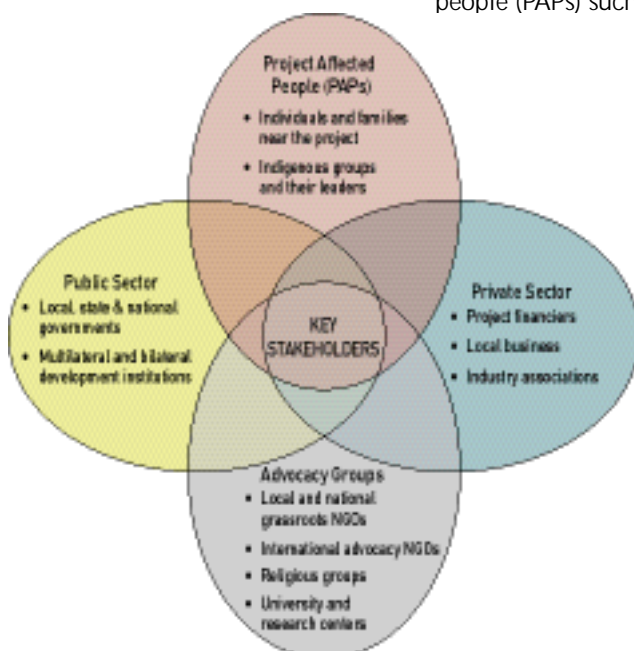 people (PAPs) such
Project Affected
People (PAPs)
• Individuals and families
near the project
• Indigenous groups
and their leaders
Public Sector
• Local, state & national
governments
• Multilateral and bilateral
development institutions
Private Sector
• Project financiers
• Local business
• Industry associations
KEY
STAKEHOLDERS
Advocacy Groups
• Local and national
grassroots NGOs
• International advocacy NGOs
• Religious groups
• University and
research centers